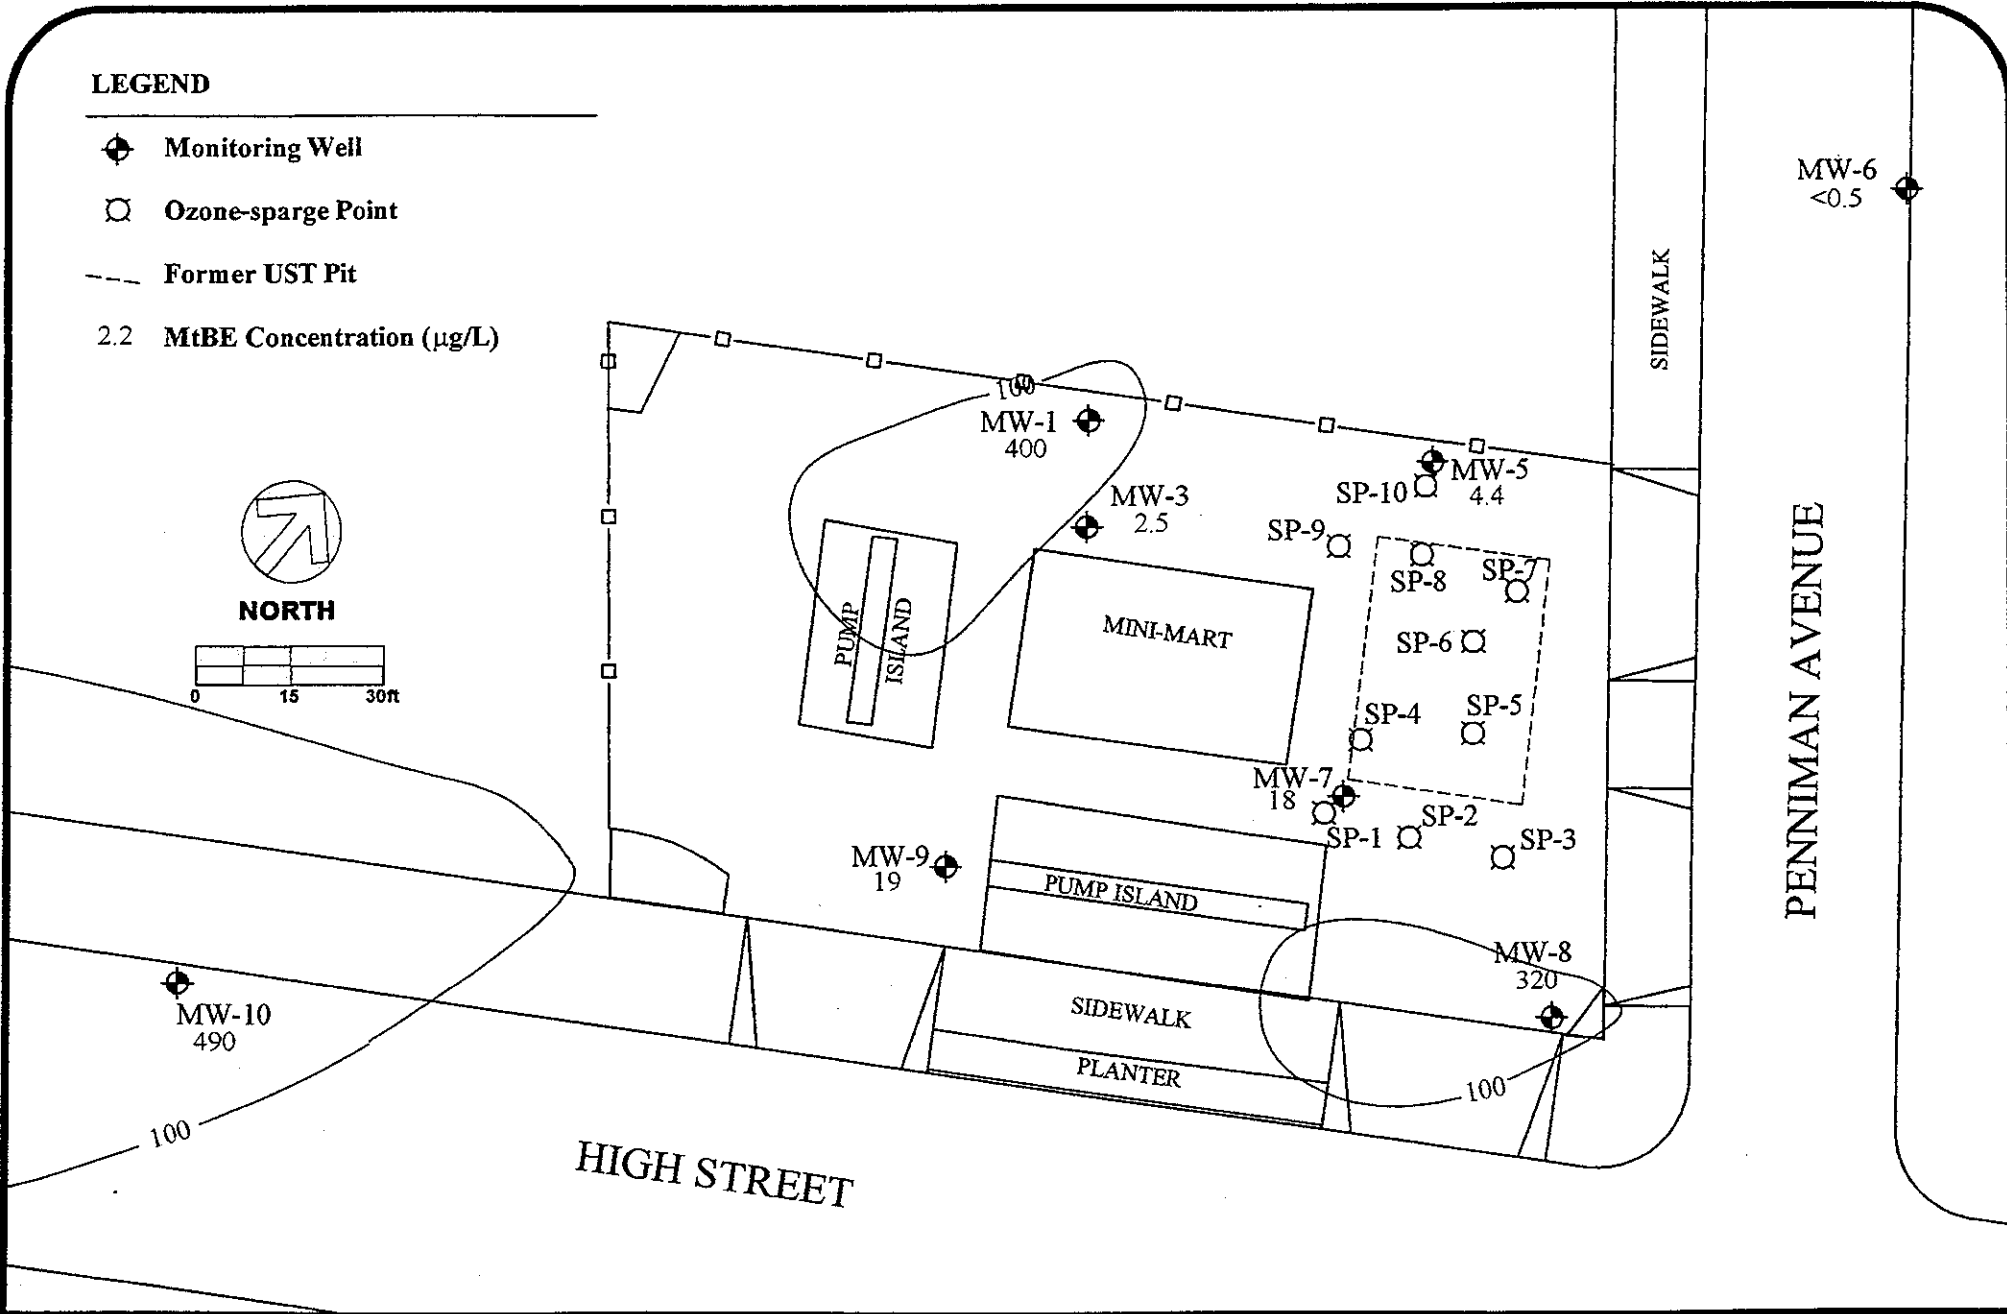 LEGEND
Monitoring Well
Ozone-sparge Point
Former UST Pit
2.2 MtBE Concentration (µg/L)
NORTH
0 15 30ft
MW-6
<0.5
SIDEWALK
100
MW-1
400
MW-3
2.5
MW-5
4.4
SP-10
SP-9
SP-8
SP-7
SP-6
SP-5
SP-4
MINI-MART
PUMP
ISLAND
MW-7
18
SP-1
SP-2
SP-3
MW-9
19
PUMP ISLAND
MW-8
320
SIDEWALK
PLANTER
100
MW-10
490
100
HIGH STREET
PENNIMAN AVENUE